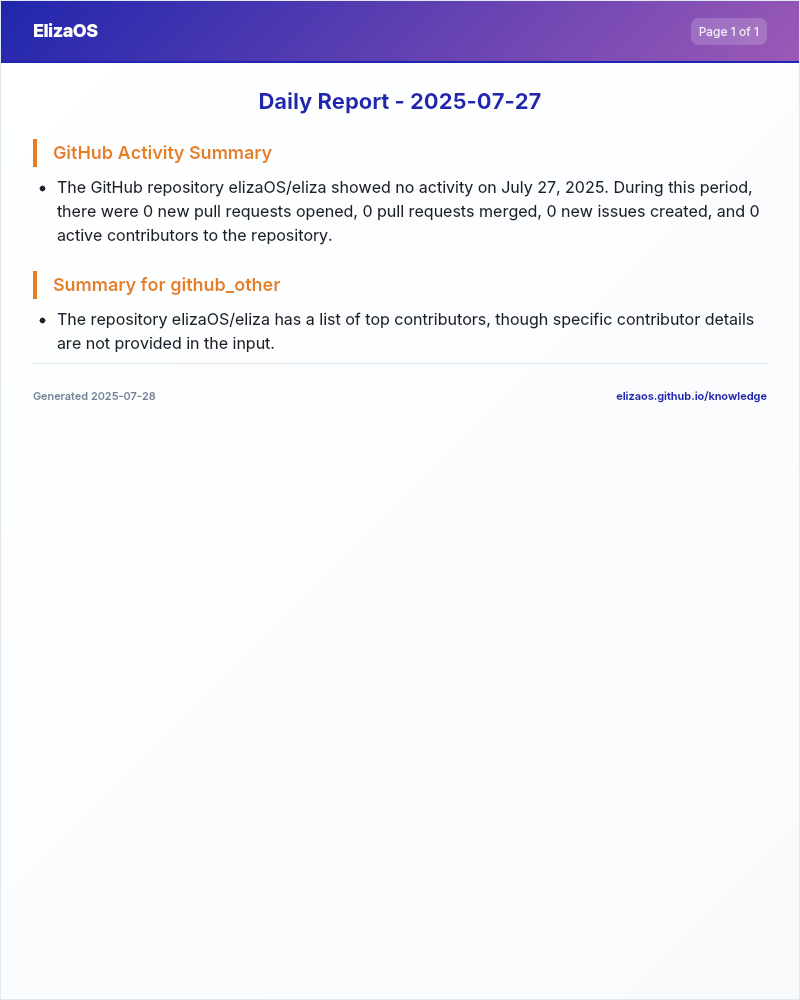 ElizaOS
Page 1 of 1
Daily Report - 2025-07-27
GitHub Activity Summary
• The GitHub repository elizaOS/eliza showed no activity on July 27, 2025. During this period,
there were 0 new pull requests opened, 0 pull requests merged, 0 new issues created, and 0
active contributors to the repository.
Summary for github_other
• The repository elizaOS/eliza has a list of top contributors, though specific contributor details
are not provided in the input.
Generated 2025-07-28
elizaos.github.io/knowledge